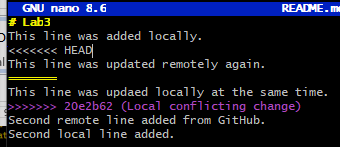 GNU nano 8.6 README.m
# Lab3
This line was added locally.
<<<<<<< HEAD
This line was updated remotely again.
=======
This line was updaed locally at the same time.
>>>>>>> 20e2b62 (Local conflicting change)
Second remote line added from GitHub.
Second local line added.